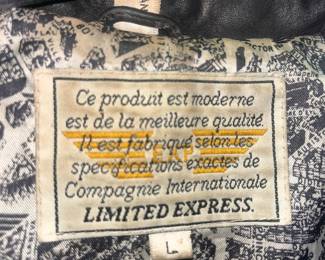 Ce produit est moderne
est de la meilleure qualité.
Il est fabriqué selon les
specifications exactes de
Compagnie Internationale
LIMITED EXPRESS.
L